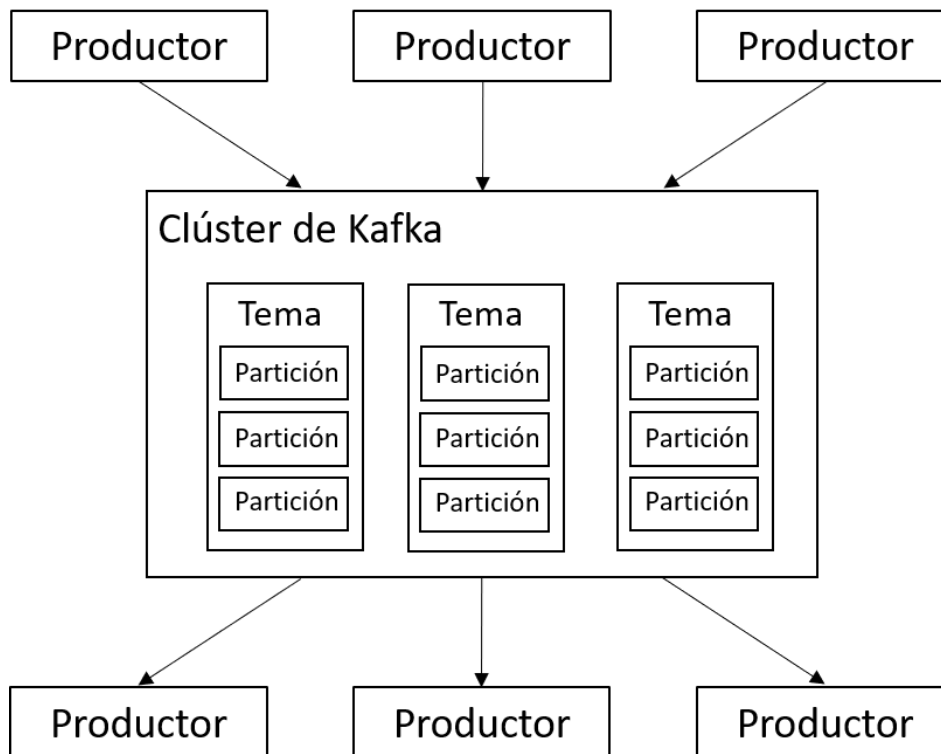 Productor Productor Productor
Clúster de Kafka
Tema Tema Tema
Partición Partición Partición
Partición Partición Partición
Partición Partición Partición
Productor Productor Productor